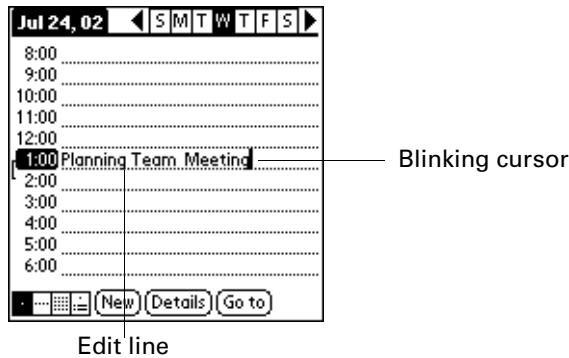 Jul 24, 02 S M T W T F S
8:00
9:00
10:00
11:00
12:00
1:00 Planning Team Meeting
Blinking cursor
2:00
3:00
4:00
5:00
6:00
New Details Go to
Edit line